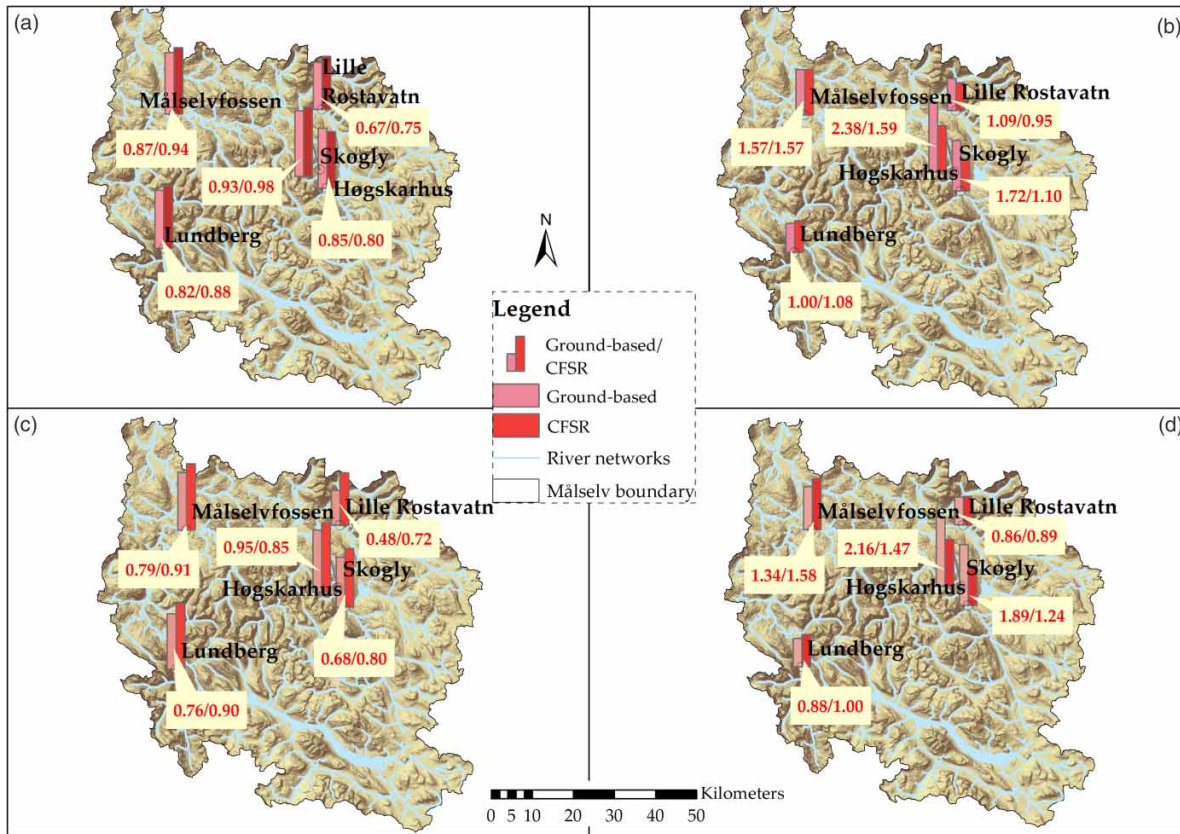 (a)
Lille
Rostavatn
Målselvfossen
0.67/0.75
0.87/0.94
Skogly
0.93/0.98
Høgskarhus
Lundberg
0.85/0.80
0.82/0.88
(b)
Målselvfossen
Lille Rostavatn
2.38/1.59
1.09/0.95
1.57/1.57
Skogly
Høgskarhus
1.72/1.10
Lundberg
1.00/1.08
N
Legend
Ground-based/
CFSR
Ground-based
CFSR
River networks
Målselv boundary
(c)
Målselvfossen
Lille Rostavatn
0.95/0.85
0.48/0.72
0.79/0.91
Skogly
Høgskarhus
Lundberg
0.68/0.80
0.76/0.90
(d)
Målselvfossen
Lille Rostavatn
2.16/1.47
0.86/0.89
1.34/1.58
Skogly
Høgskarhus
1.89/1.24
Lundberg
0.88/1.00
Kilometers
0 5 10 20 30 40 50